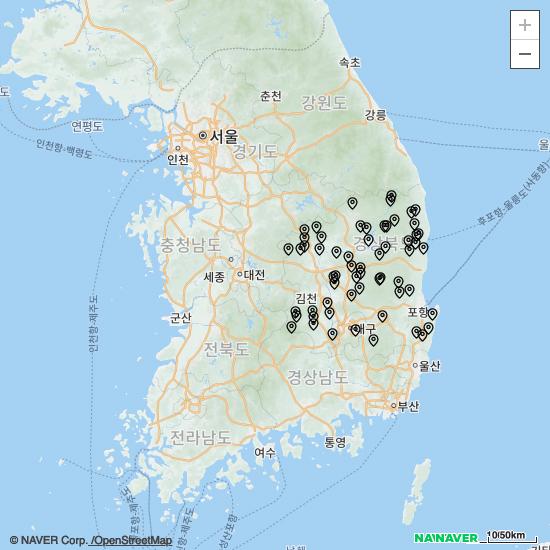 +
−
속초
춘천
강원도
강릉
도
연평도
서울
울
인천항-백령도
인천
경기도
후포항-울릉도(사동항)
충청남도
경상북도
세종
대전
인천항-제주도
김천
군산
포항
대구
전라북도
울산
경상남도
부산
전라남도
통영
여수
© NAVER Corp. /OpenStreetMap
NAVER
10/50km